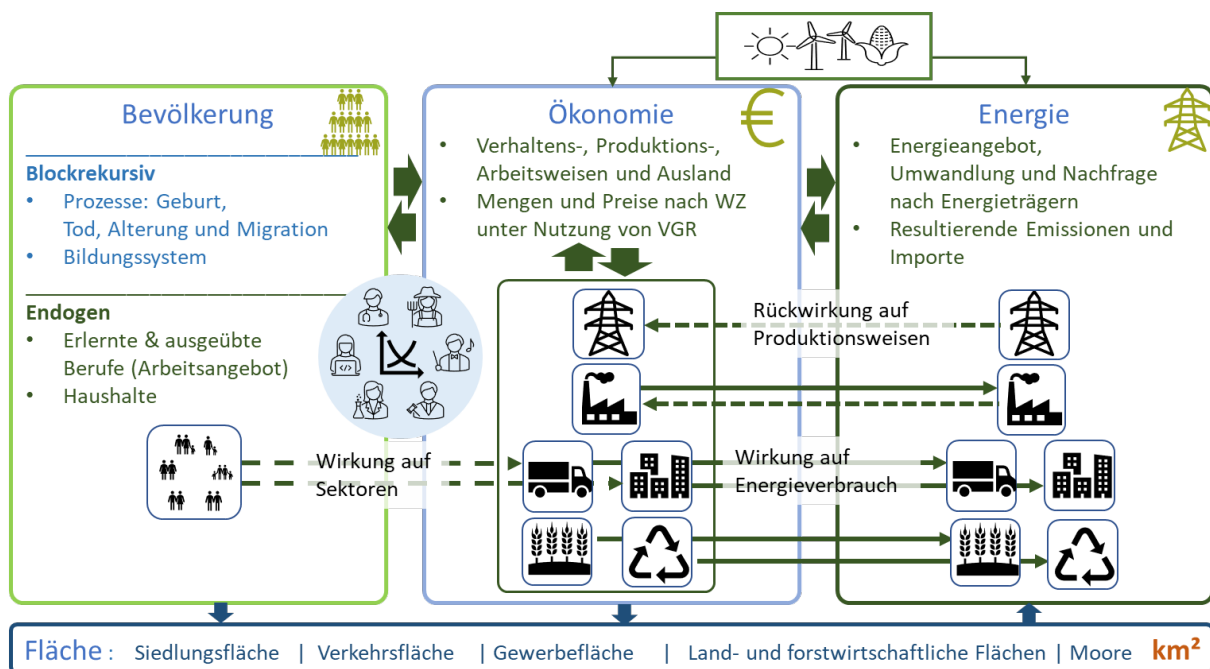 Bevölkerung
Blockrekursiv
• Prozesse: Geburt,
Tod, Alterung und Migration
• Bildungssystem
Endogen
• Erlernte & ausgeübte
Berufe (Arbeitsangebot)
• Haushalte
Ökonomie
€
• Verhaltens-, Produktions-,
Arbeitsweisen und Ausland
• Mengen und Preise nach WZ
unter Nutzung von VGR
Energie
• Energieangebot,
Umwandlung und Nachfrage
nach Energieträgern
• Resultierende Emissionen und
Importe
Rückwirkung auf
Produktionsweisen
Wirkung auf
Sektoren
Wirkung auf
Energieverbrauch
Fläche : Siedlungsfläche | Verkehrsfläche | Gewerbefläche | Land- und forstwirtschaftliche Flächen | Moore km²